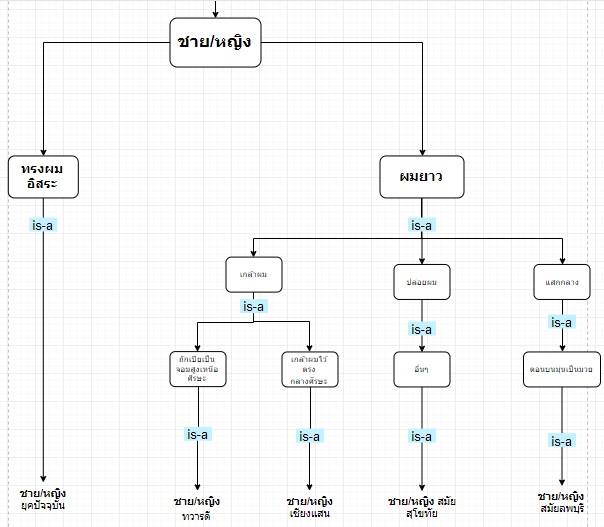 ชาย/หญิง
ทรงผม
อิสระ
ผมยาว
is-a
is-a
เกล้าผม
ปล่อยผม
แสกกลาง
is-a
is-a
is-a
ถักเปียเป็น
จอมสูงเหนือ
ศีรษะ
เกล้าผมไว้
ตรง
กลางศีรษะ
อื่นๆ
ตอนบนมุ่นเป็นมวย
is-a
is-a
is-a
is-a
ชาย/หญิง
ยุคปัจจุบัน
ชาย/หญิง
ทวารดี
ชาย/หญิง
เชียงแสน
ชาย/หญิง สมัย
สุโขทัย
ชาย/หญิง
สมัยลพบุรี